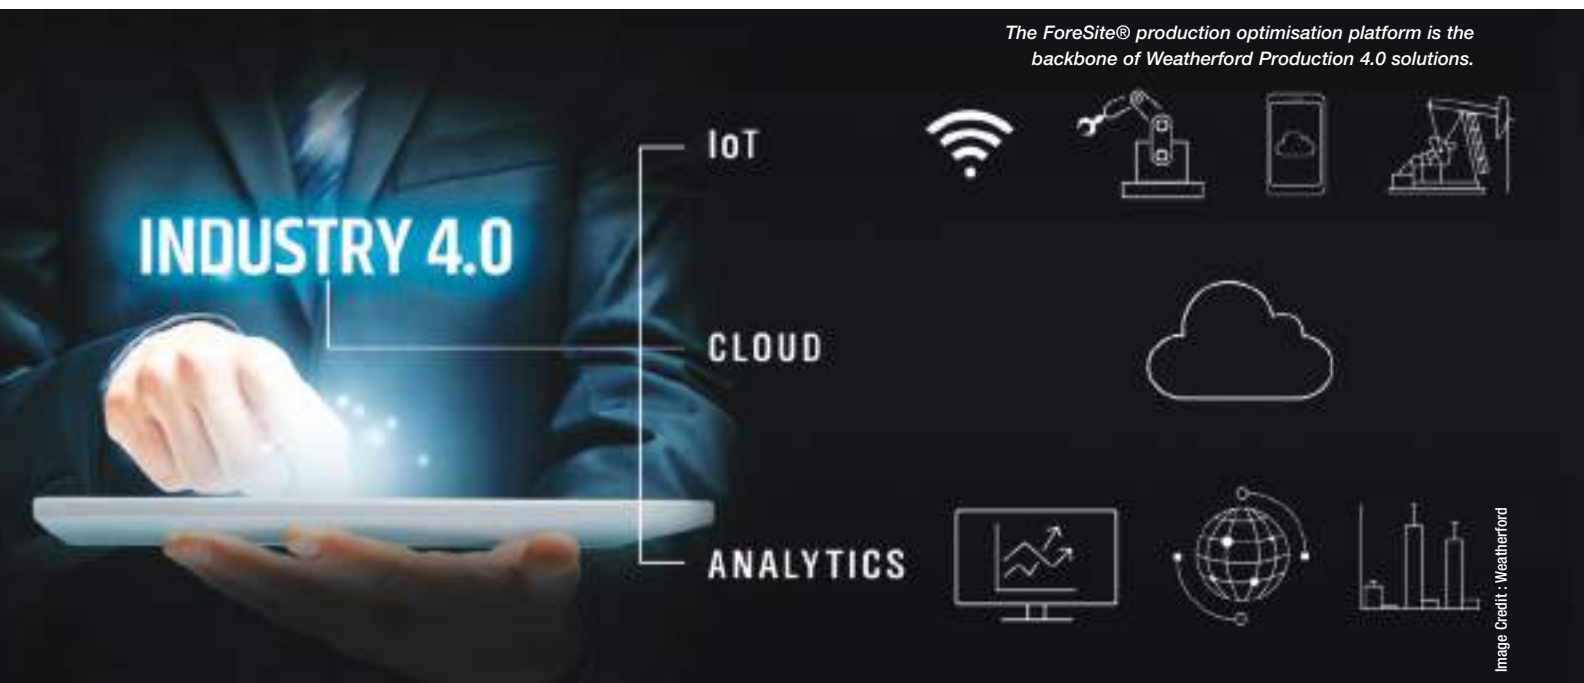 The ForeSite® production optimisation platform is the
backbone of Weatherford Production 4.0 solutions.
INDUSTRY 4.0
IoT
CLOUD
ANALYTICS
Image Credit : Weatherford